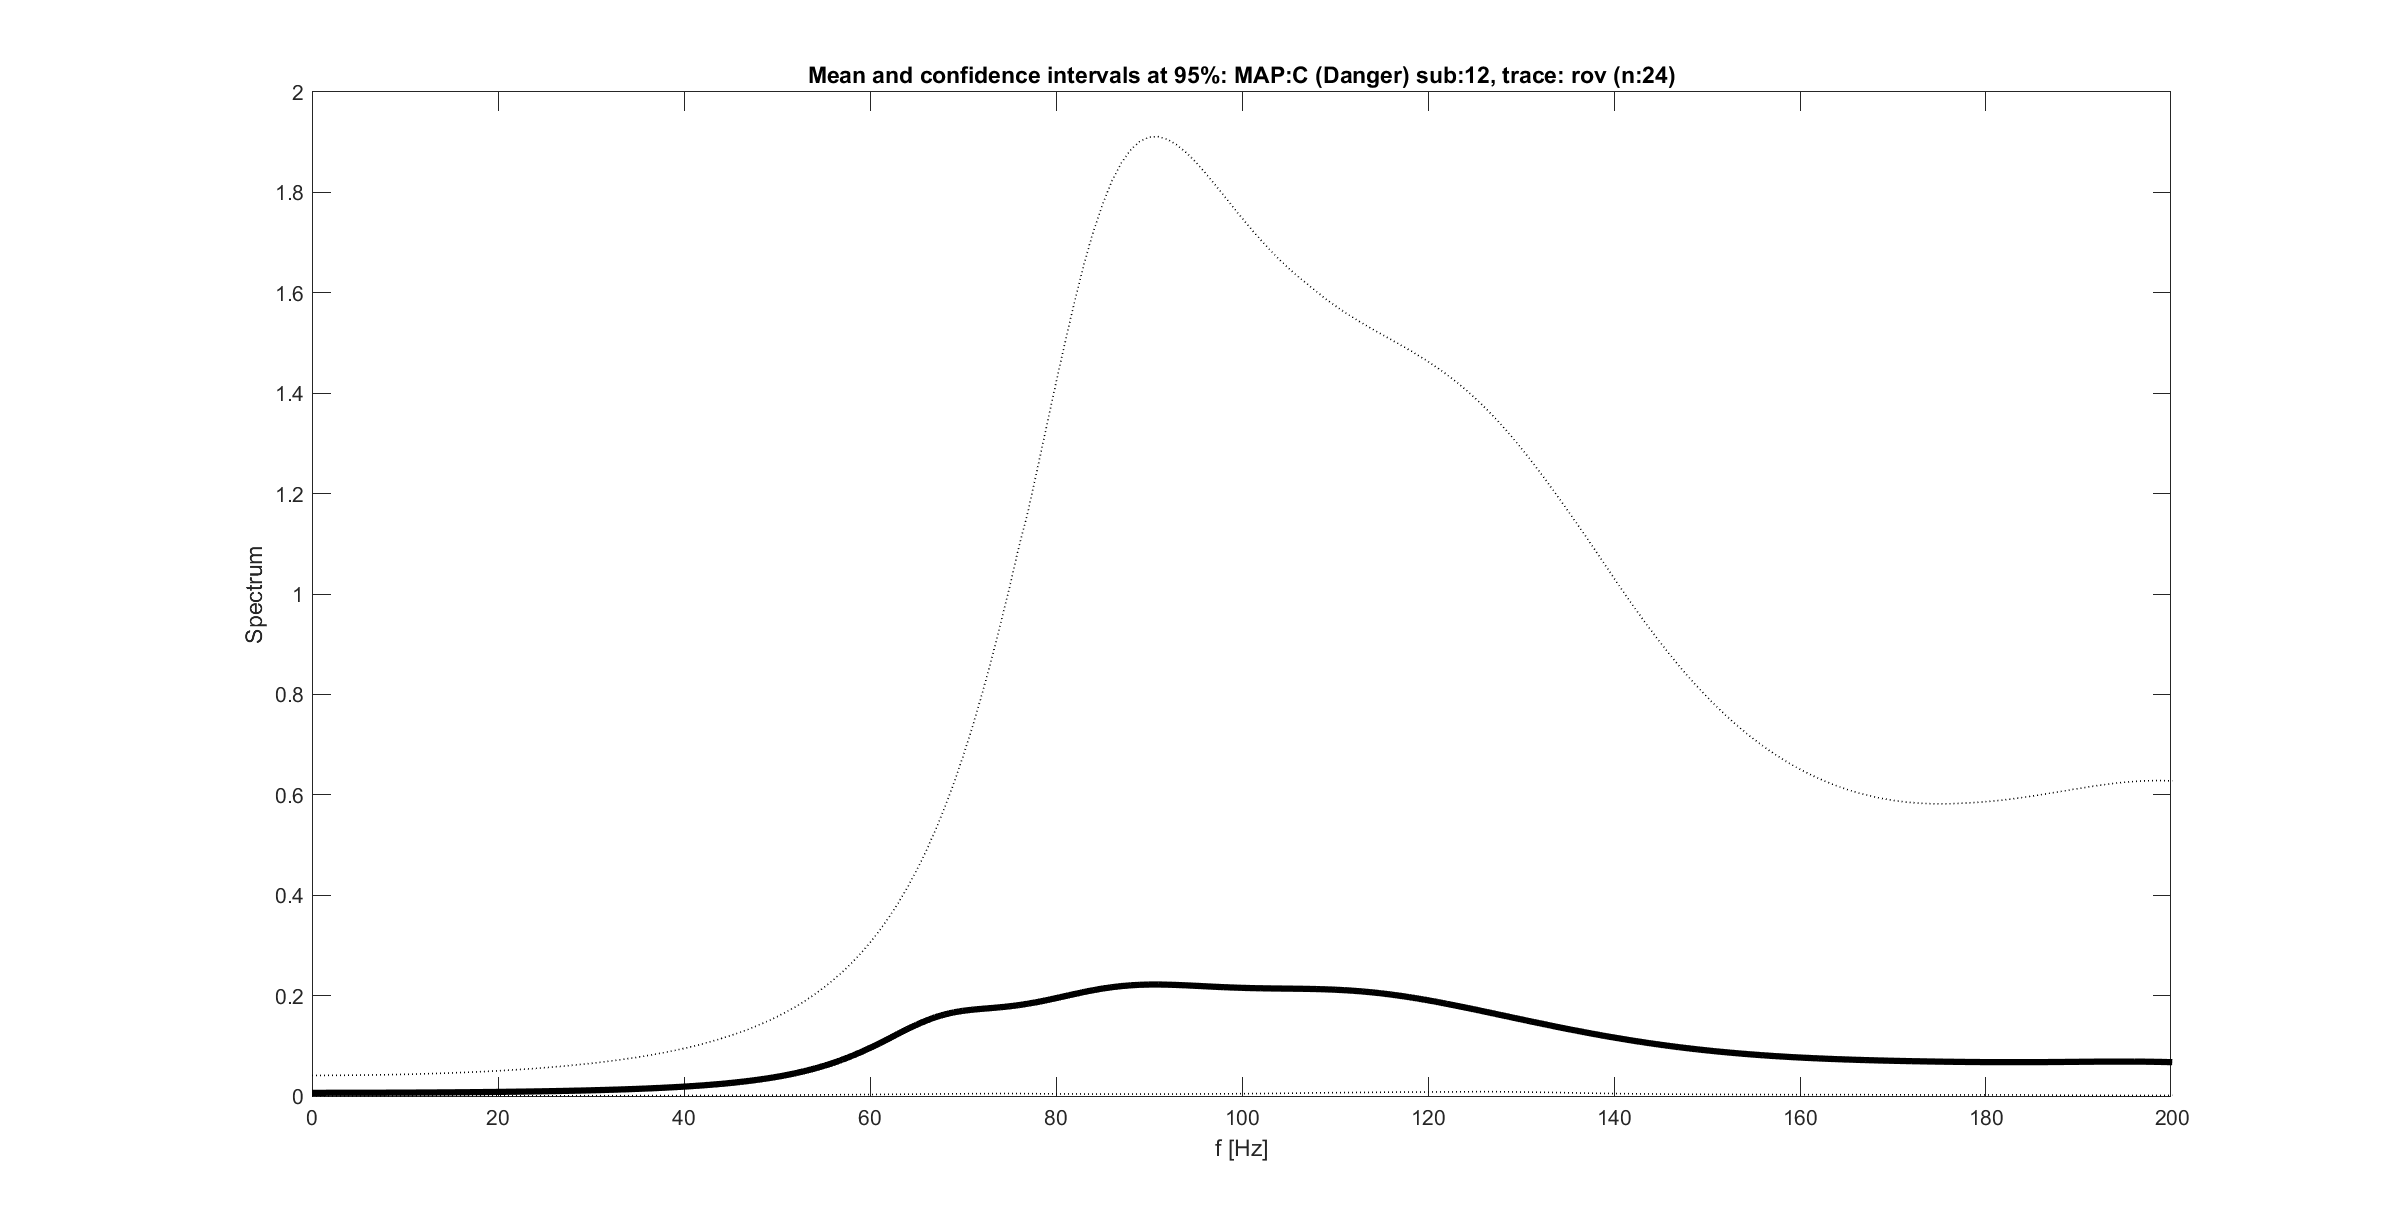 Mean and confidence intervals at 95%: MAP:C (Danger) sub:12, trace: rov (n:24)
2
1.8
1.6
1.4
1.2
1
0.8
0.6
0.4
0.2
0
Spectrum
0 20 40 60 80 100 120 140 160 180 200
f [Hz]